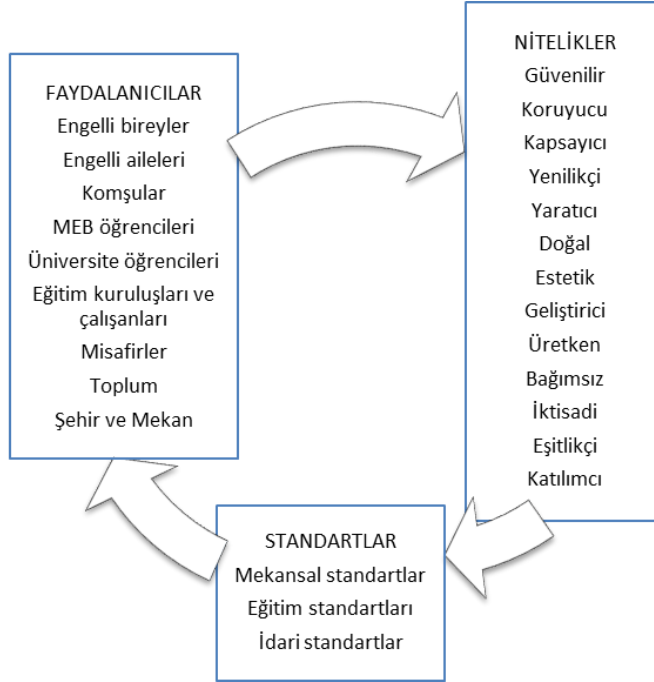 FAYDALANICILAR
Engelli bireyler
Engelli aileleri
Komşular
MEB öğrencileri
Üniversite öğrencileri
Eğitim kuruluşları ve
çalışanları
Misafirler
Toplum
Şehir ve Mekan
NİTELİKLER
Güvenilir
Koruyucu
Kapsayıcı
Yenilikçi
Yaratıcı
Doğal
Estetik
Geliştirici
Üretken
Bağımsız
İktisadi
Eşitlikçi
Katılımcı
STANDARTLAR
Mekansal standartlar
Eğitim standartları
İdari standartlar